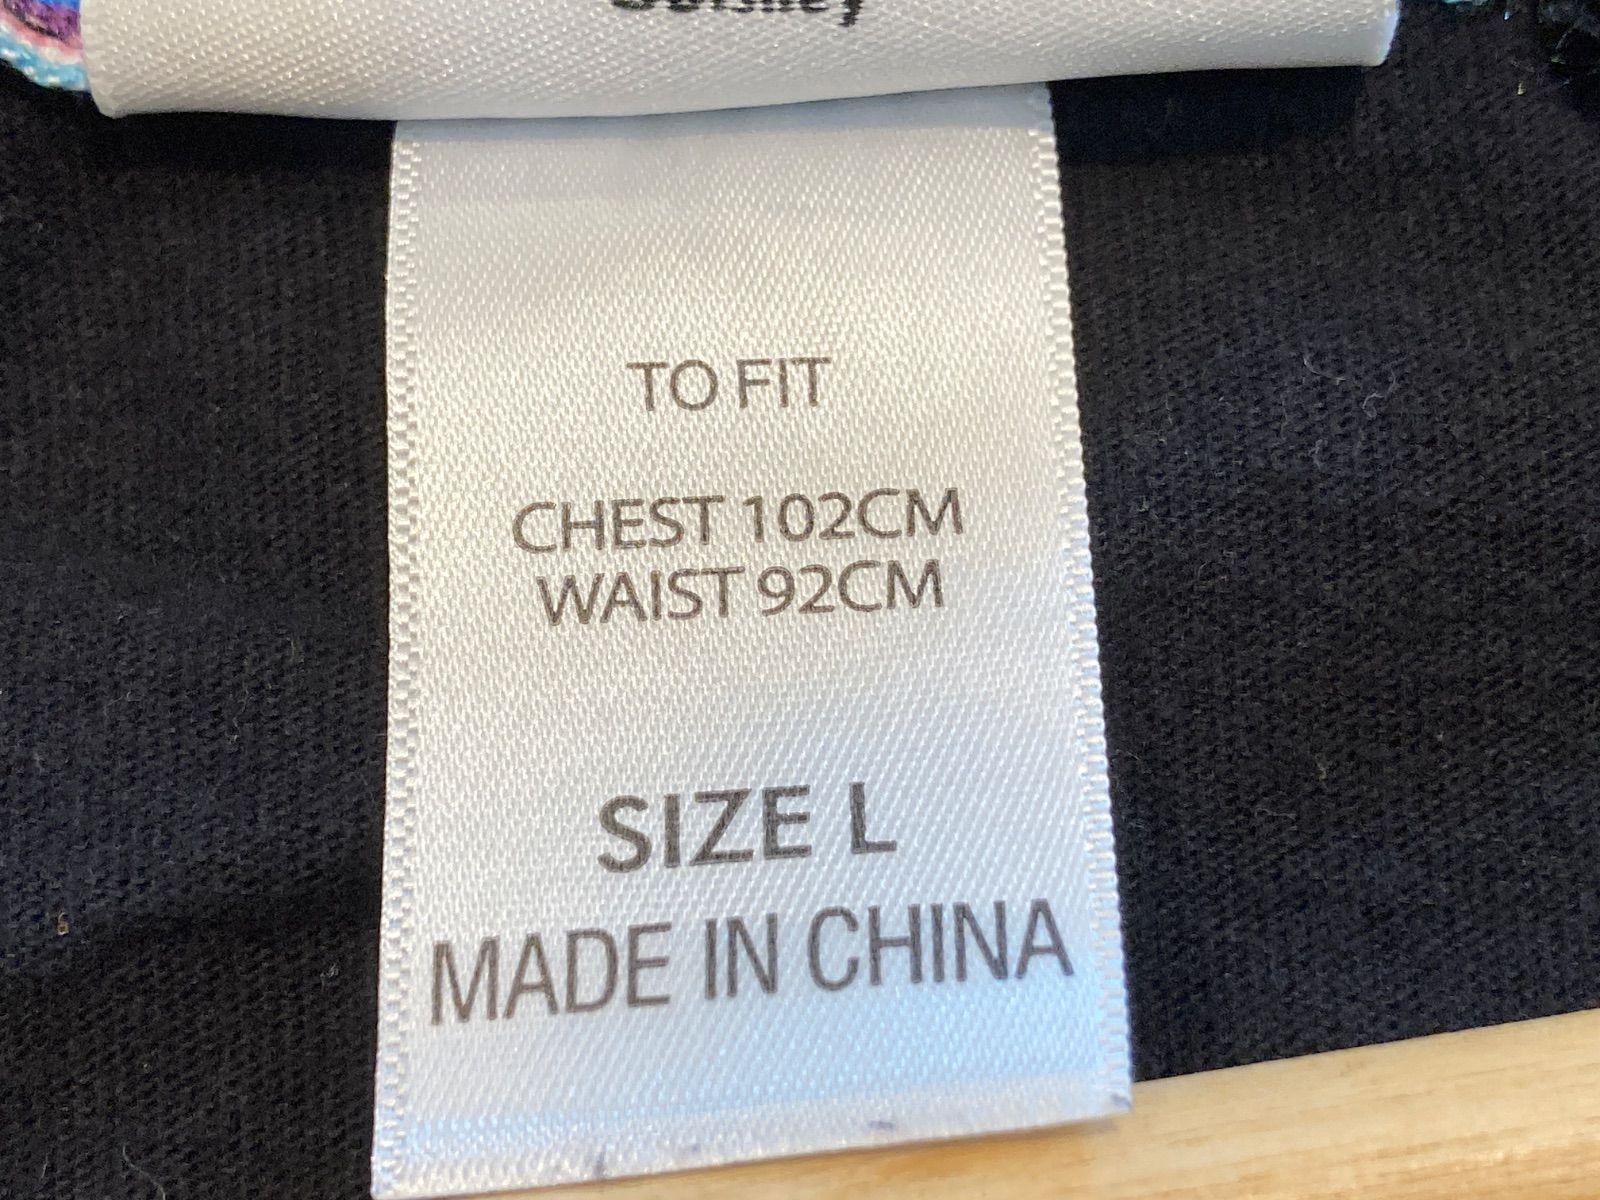 TO FIT
CHEST 102CM
WAIST 92CM
SIZE L
MADE IN CHINA